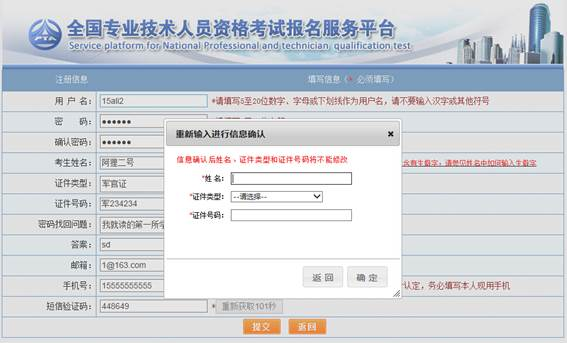 全国专业技术人员资格考试报名服务平台
Service platform for National Professional and technician qualification test
注册信息 填写信息（* 必须填写）
用 户 名： 15ali2 *请填写5至20位数字、字母或下划线作为用户名，请不要输入汉字或其他符号
密 码： ●●●●●●
确认密码： ●●●●●●
考生姓名： 阿理二号 含有生僻字，请参见姓名中如何输入生僻字
证件类型： 军官证
证件号码： 军234234
密码找回问题： 我就读的第一所学
答案： sd
邮箱： 1@163.com
手机号： 15555555555 认定，务必填写本人现用手机
短信验证码： 448649 * 重新获取101秒
提交 返回
重新输入进行信息确认
信息确认后姓名、证件类型和证件号码将不能修改
*姓 名：
*证件类型： --请选择--
*证件号码：
返 回 确 定